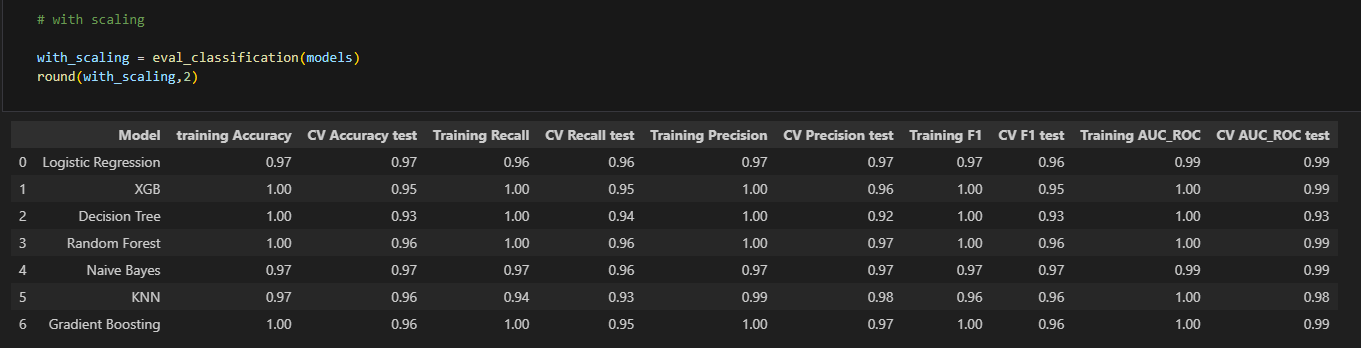 # with scaling
with_scaling = eval_classification(models)
round(with_scaling,2)
Model training Accuracy CV Accuracy test Training Recall CV Recall test Training Precision CV Precision test Training F1 CV F1 test Training AUC_ROC CV AUC_ROC test
0 Logistic Regression 0.97 0.97 0.96 0.96 0.97 0.97 0.97 0.96 0.99 0.99
1 XGB 1.00 0.95 1.00 0.95 1.00 0.96 1.00 0.95 1.00 0.99
2 Decision Tree 1.00 0.93 1.00 0.94 1.00 0.92 1.00 0.93 1.00 0.93
3 Random Forest 1.00 0.96 1.00 0.96 1.00 0.97 1.00 0.96 1.00 0.99
4 Naive Bayes 0.97 0.97 0.97 0.96 0.97 0.97 0.97 0.97 0.99 0.99
5 KNN 0.97 0.96 0.94 0.93 0.99 0.98 0.96 0.96 1.00 0.98
6 Gradient Boosting 1.00 0.96 1.00 0.95 1.00 0.97 1.00 0.96 1.00 0.99